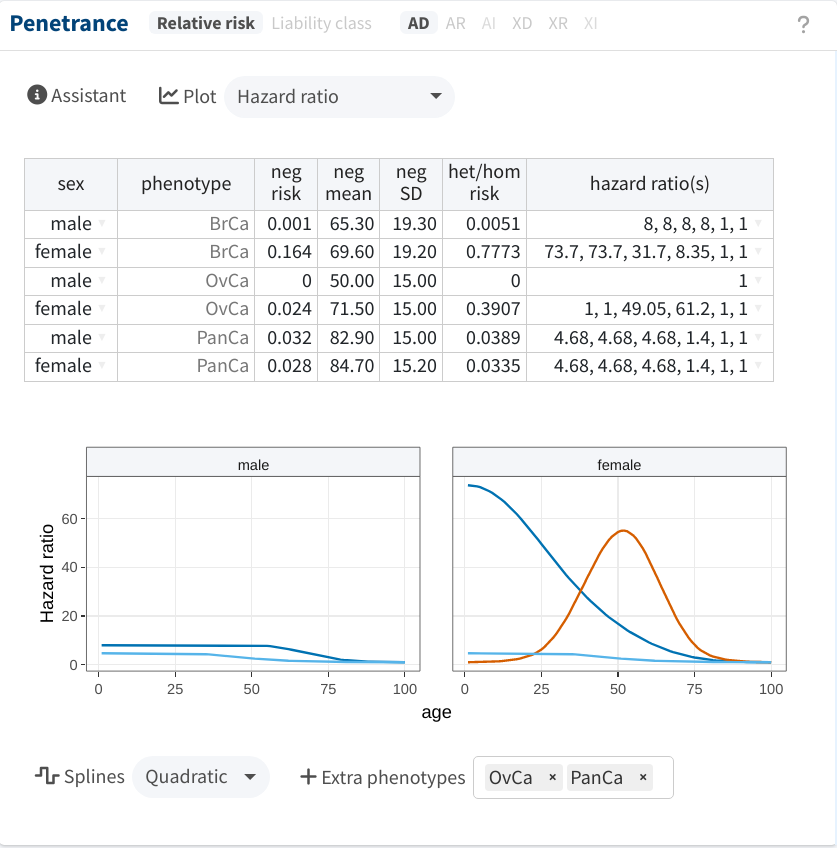 Penetrance Relative risk Liability class AD AR AI XD XR XI ?
Assistant Plot Hazard ratio
sex phenotype neg risk neg mean neg SD het/hom risk hazard ratio(s)
male BrCa 0.001 65.30 19.30 0.0051 8, 8, 8, 8, 1, 1
female BrCa 0.164 69.60 19.20 0.7773 73.7, 73.7, 31.7, 8.35, 1, 1
male OvCa 0 50.00 15.00 0 1
female OvCa 0.024 71.50 15.00 0.3907 1, 1, 49.05, 61.2, 1, 1
male PanCa 0.032 82.90 15.00 0.0389 4.68, 4.68, 4.68, 1.4, 1, 1
female PanCa 0.028 84.70 15.20 0.0335 4.68, 4.68, 4.68, 1.4, 1, 1
male female
Hazard ratio
60
40
20
0
0 25 50 75 100 0 25 50 75 100
age
Splines Quadratic + Extra phenotypes OvCa × PanCa ×